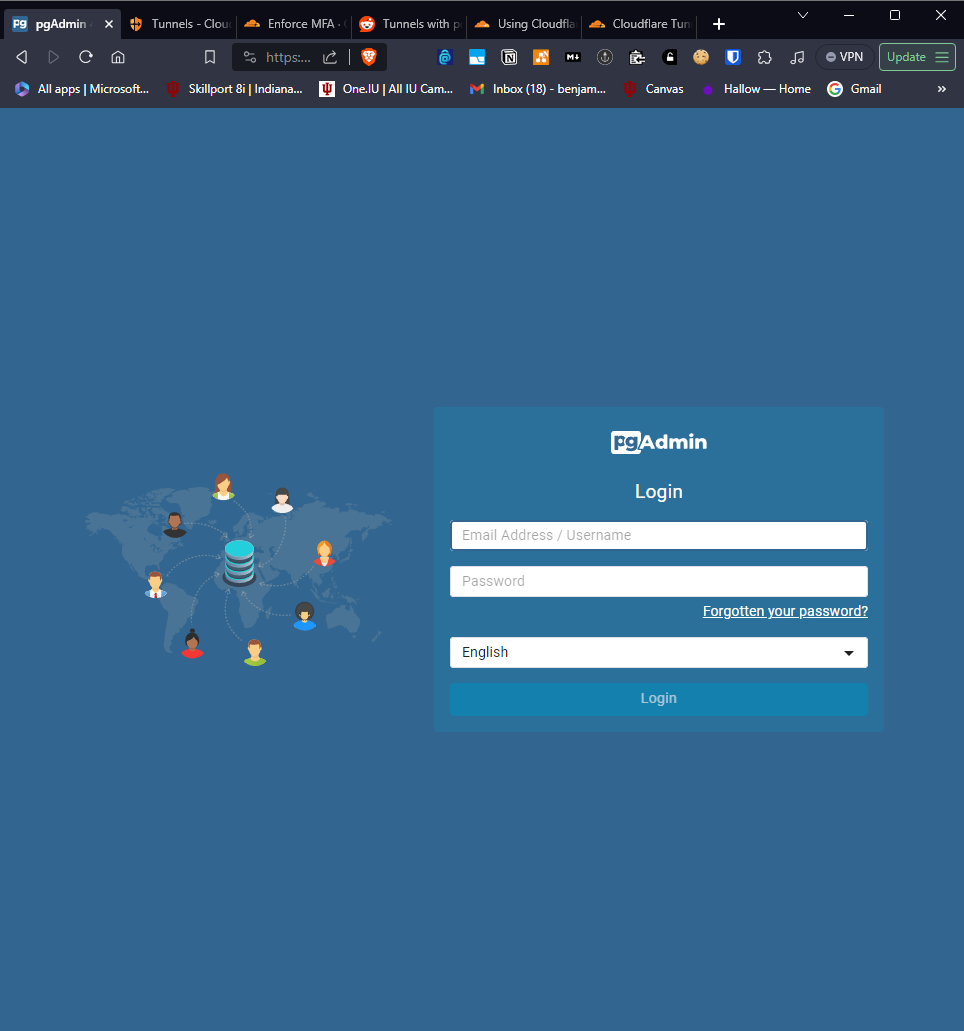 pgAdmin
Tunnels - Clou
Enforce MFA ·
Tunnels with p
Using Cloudfla
Cloudflare Tun
https:...
VPN
Update
All apps | Microsoft...
Skillport 8i | Indiana...
One.IU | All IU Cam...
Inbox (18) - benjam...
Canvas
Hallow — Home
Gmail
pgAdmin
Login
Email Address / Username
Password
Forgotten your password?
English
Login